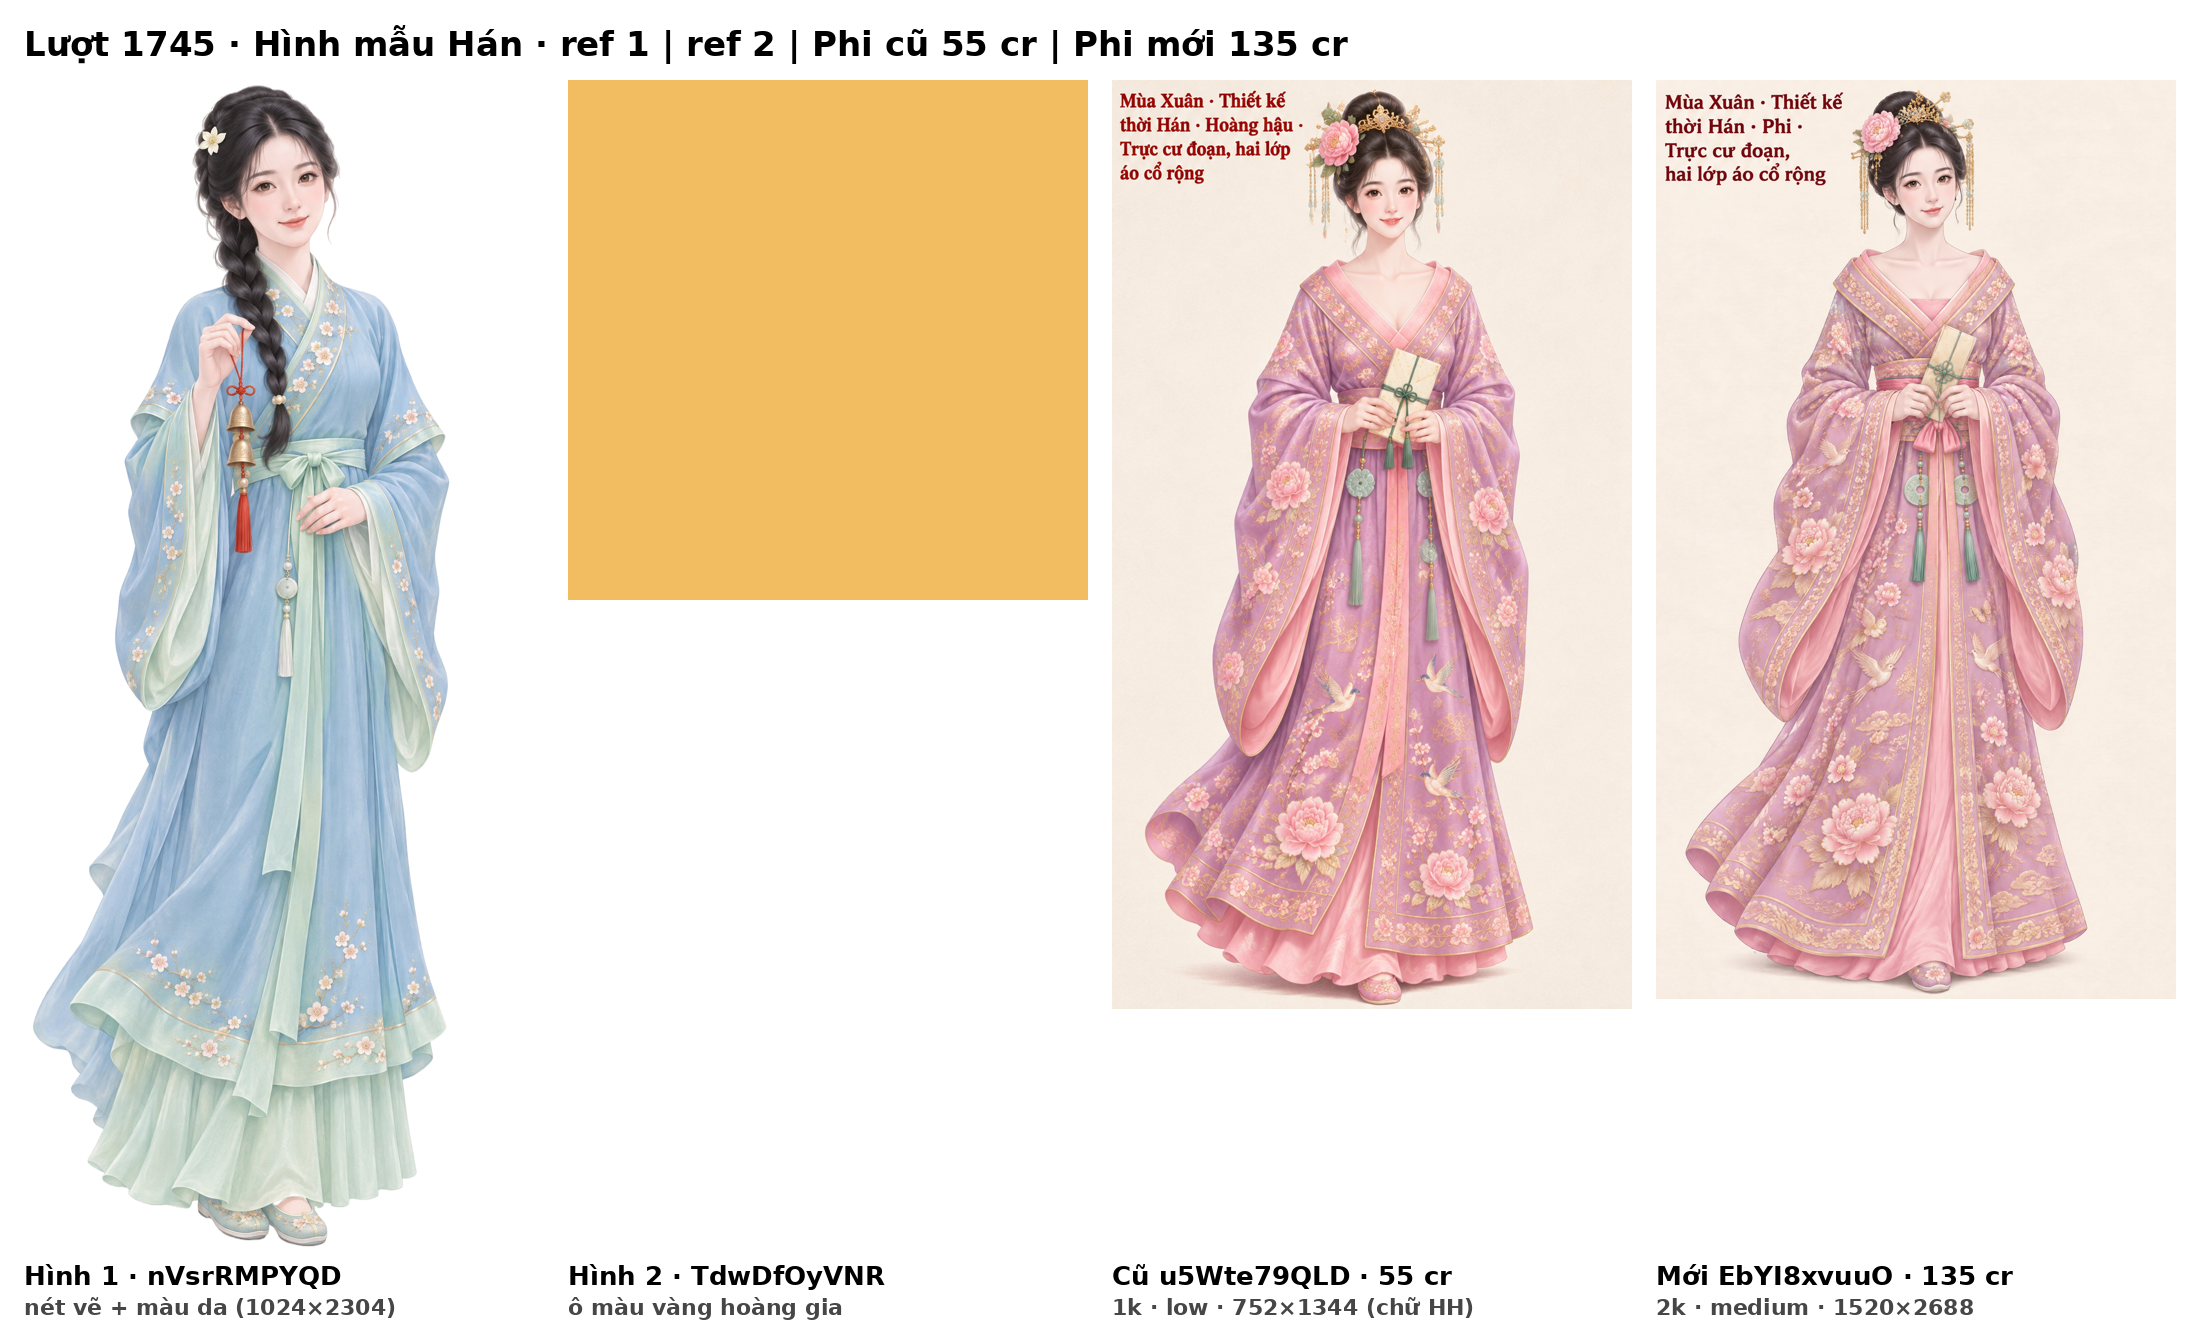 Lượt 1745 · Hình mẫu Hán · ref 1 | ref 2 | Phi cũ 55 cr | Phi mới 135 cr
Mùa Xuân · Thiết kế
thời Hán · Hoàng hậu ·
Trực cư đoạn, hai lớp
áo cổ rộng
Mùa Xuân · Thiết kế
thời Hán · Phi ·
Trực cư đoạn,
hai lớp áo cổ rộng
Hình 1 · nVsrRMPYQD
nét vẽ + màu da (1024×2304)
Hình 2 · TdwDfOyVNR
ô màu vàng hoàng gia
Cũ u5Wte79QLD · 55 cr
1k · low · 752×1344 (chữ HH)
Mới EbYI8xvuuO · 135 cr
2k · medium · 1520×2688